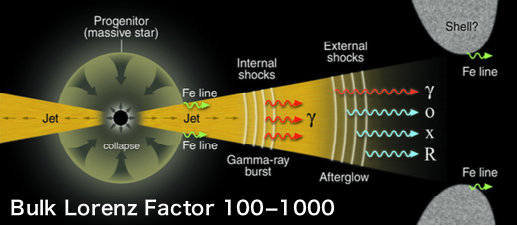 Progenitor
(massive star)
Shell?
External
shocks
Internal
shocks
Fe line
Fe line
γ
Jet
Jet
γ
o
x
R
collapse
Fe line
Gamma-ray
burst
Afterglow
Fe line
Bulk Lorenz Factor 100-1000